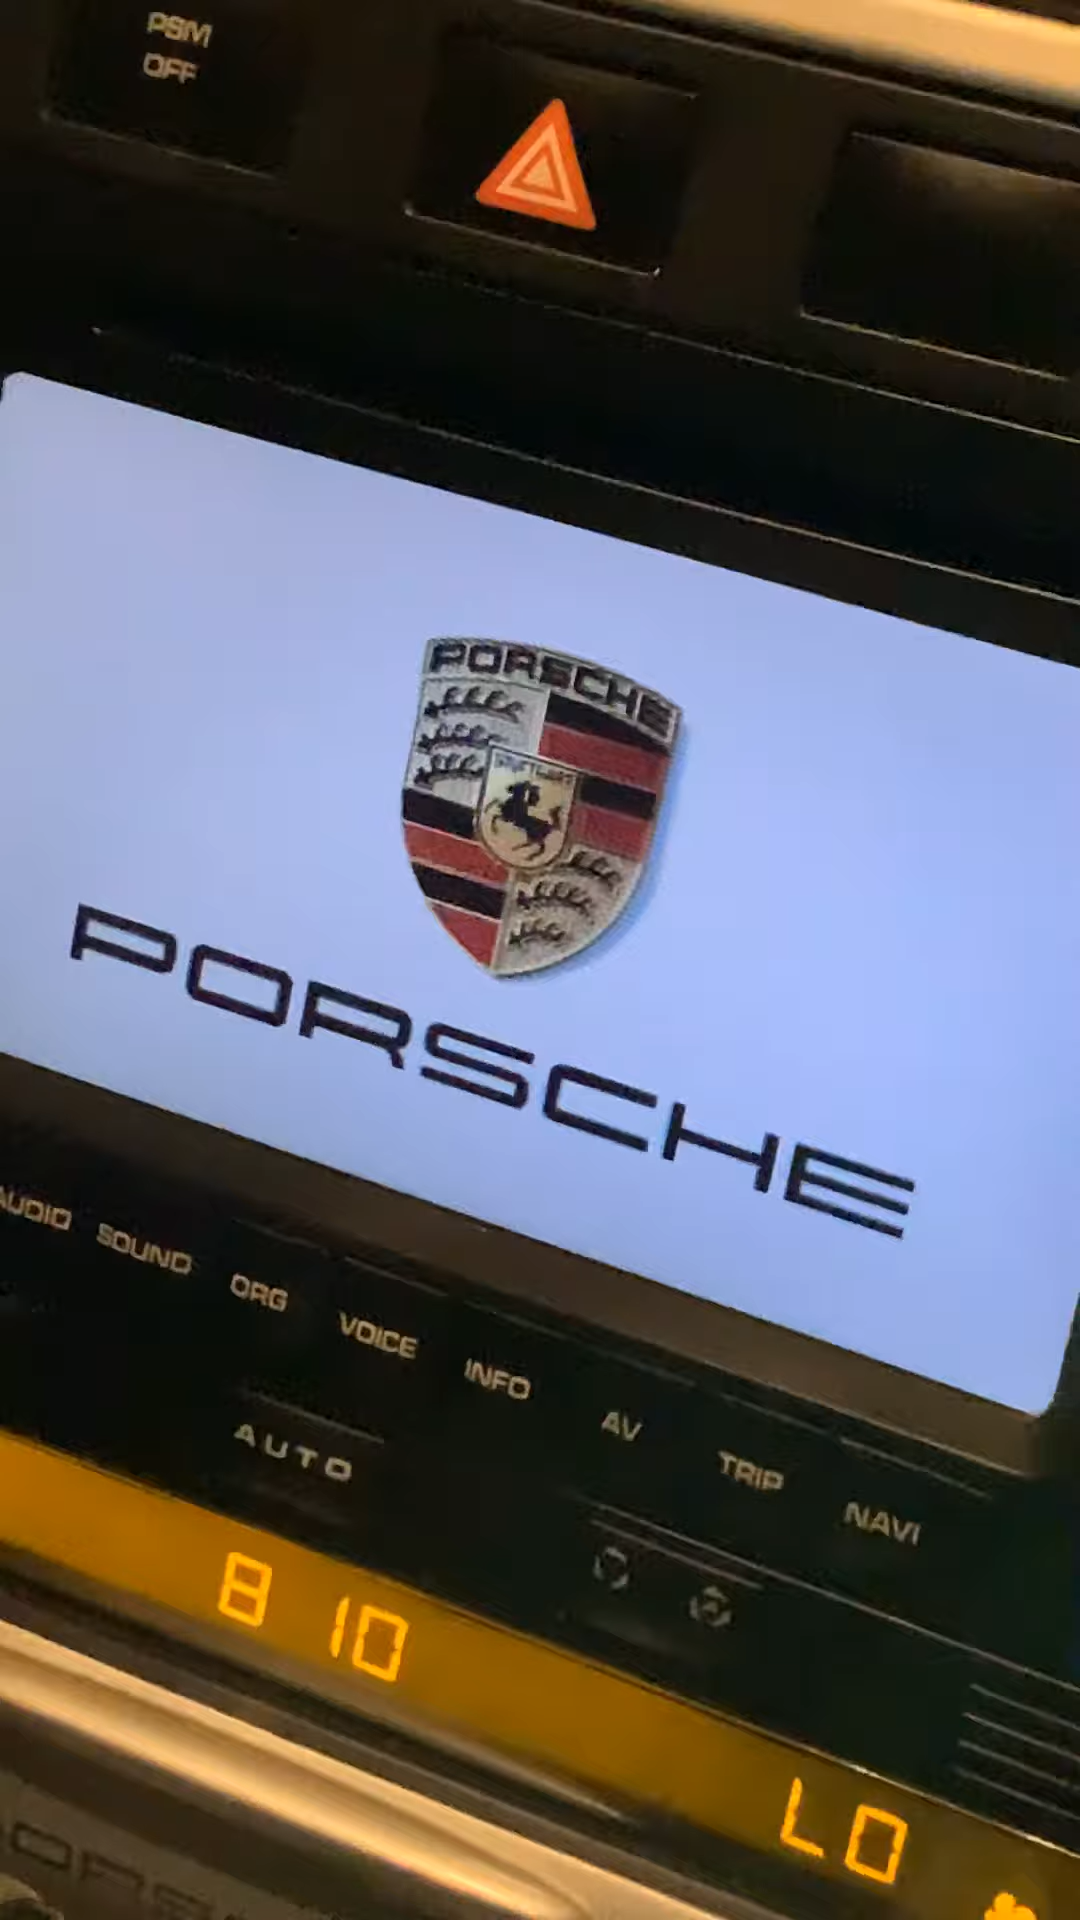 PSM
OFF
PORSCHE
STUTTGART
PORSCHE
AUDIO SOUND ORG VOICE INFO AV TRIP NAVI
AUTO
8 10
LO